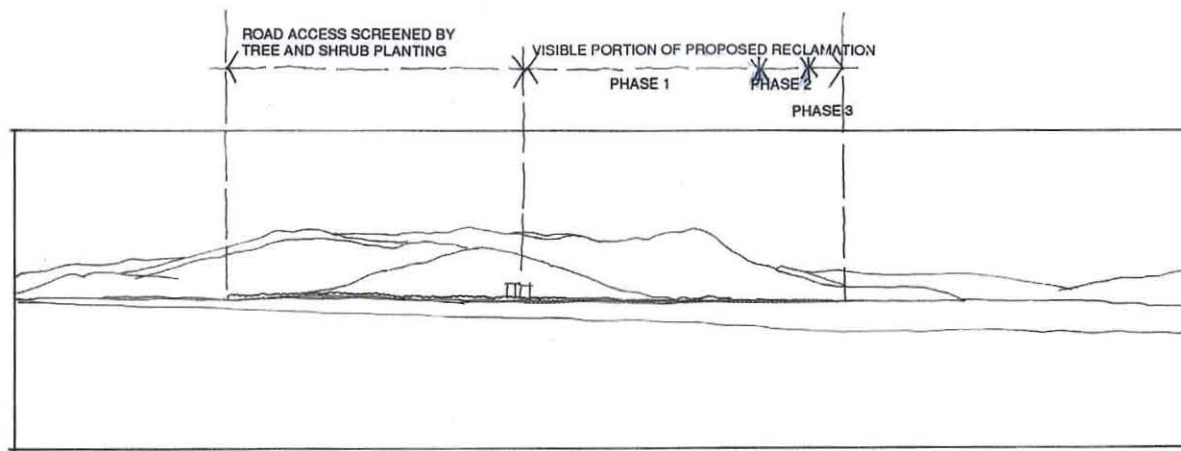 ROAD ACCESS SCREENED BY
TREE AND SHRUB PLANTING
VISIBLE PORTION OF PROPOSED RECLAMATION
PHASE 1
PHASE 2
PHASE 3